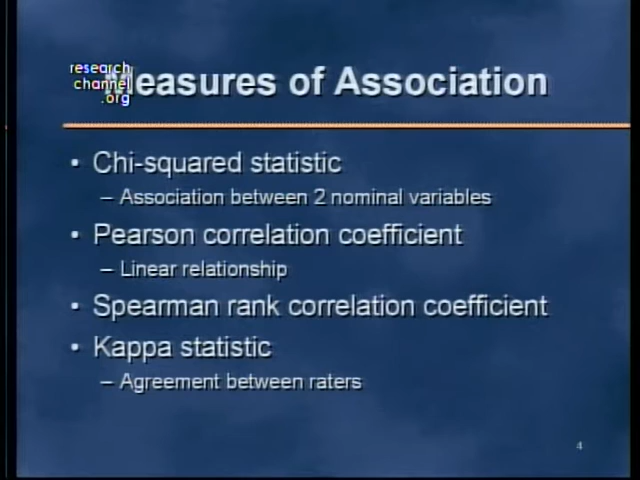 research
channel
.org
Measures of Association
• Chi-squared statistic
– Association between 2 nominal variables
• Pearson correlation coefficient
– Linear relationship
• Spearman rank correlation coefficient
• Kappa statistic
– Agreement between raters
4